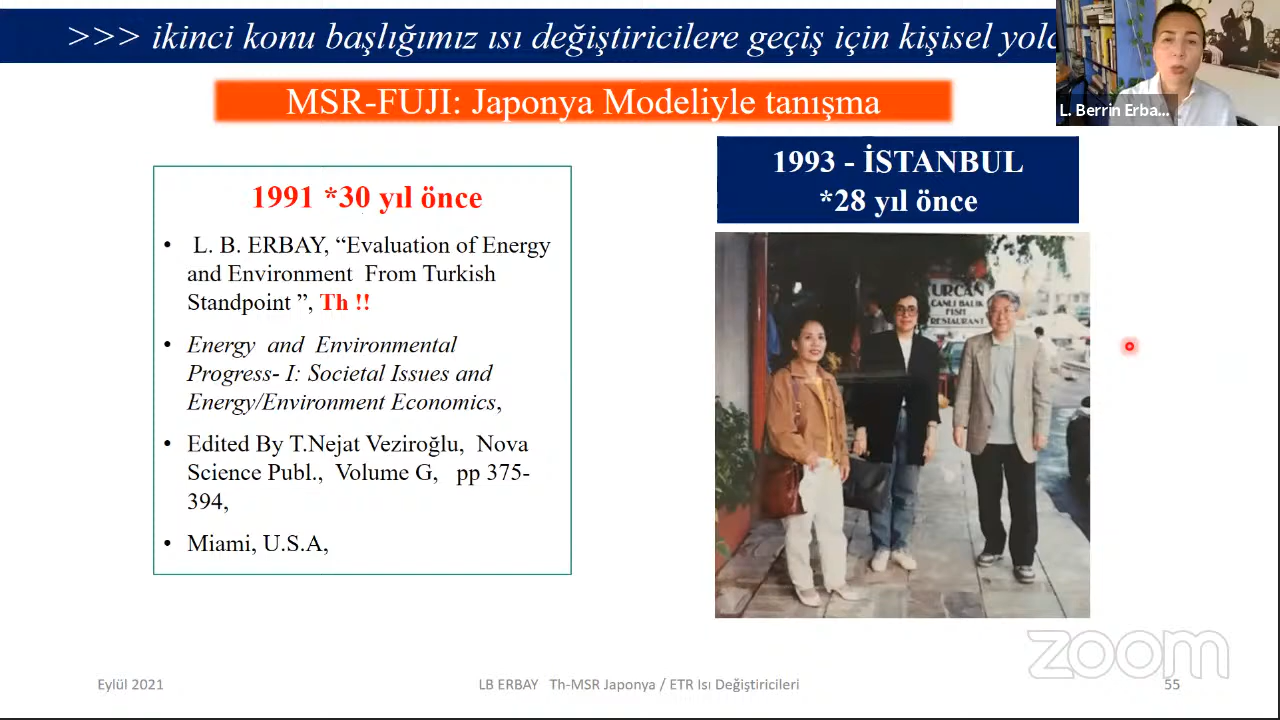 >>> ikinci konu başlığımız ısı değiştiricilere geçiş için kişisel yolc
L. Berrin Erba...
MSR-FUJI: Japonya Modeliyle tanışma
1991 *30 yıl önce
• L. B. ERBAY, “Evaluation of Energy
and Environment From Turkish
Standpoint ”, Th !!
• Energy and Environmental
Progress- I: Societal Issues and
Energy/Environment Economics,
• Edited By T.Nejat Veziroğlu, Nova
Science Publ., Volume G, pp 375-
394,
• Miami, U.S.A,
1993 - İSTANBUL
*28 yıl önce
URCAN
CANLI BALIK
FISH
RESTAURANT
zoom
Eylül 2021
LB ERBAY Th-MSR Japonya / ETR Isı Değiştiricileri
55